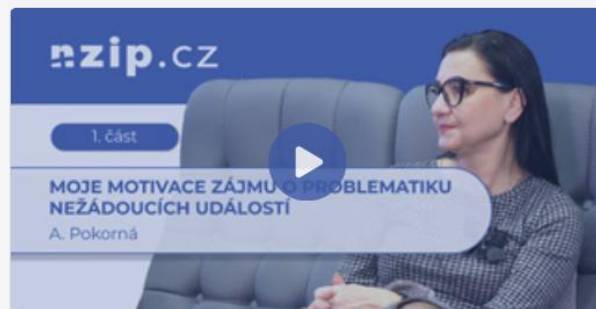 nzip.cz
1. část
MOJE MOTIVACE ZÁJMU O PROBLEMATIKU
NEŽÁDOUCÍCH UDÁLOSTÍ
A. Pokorná